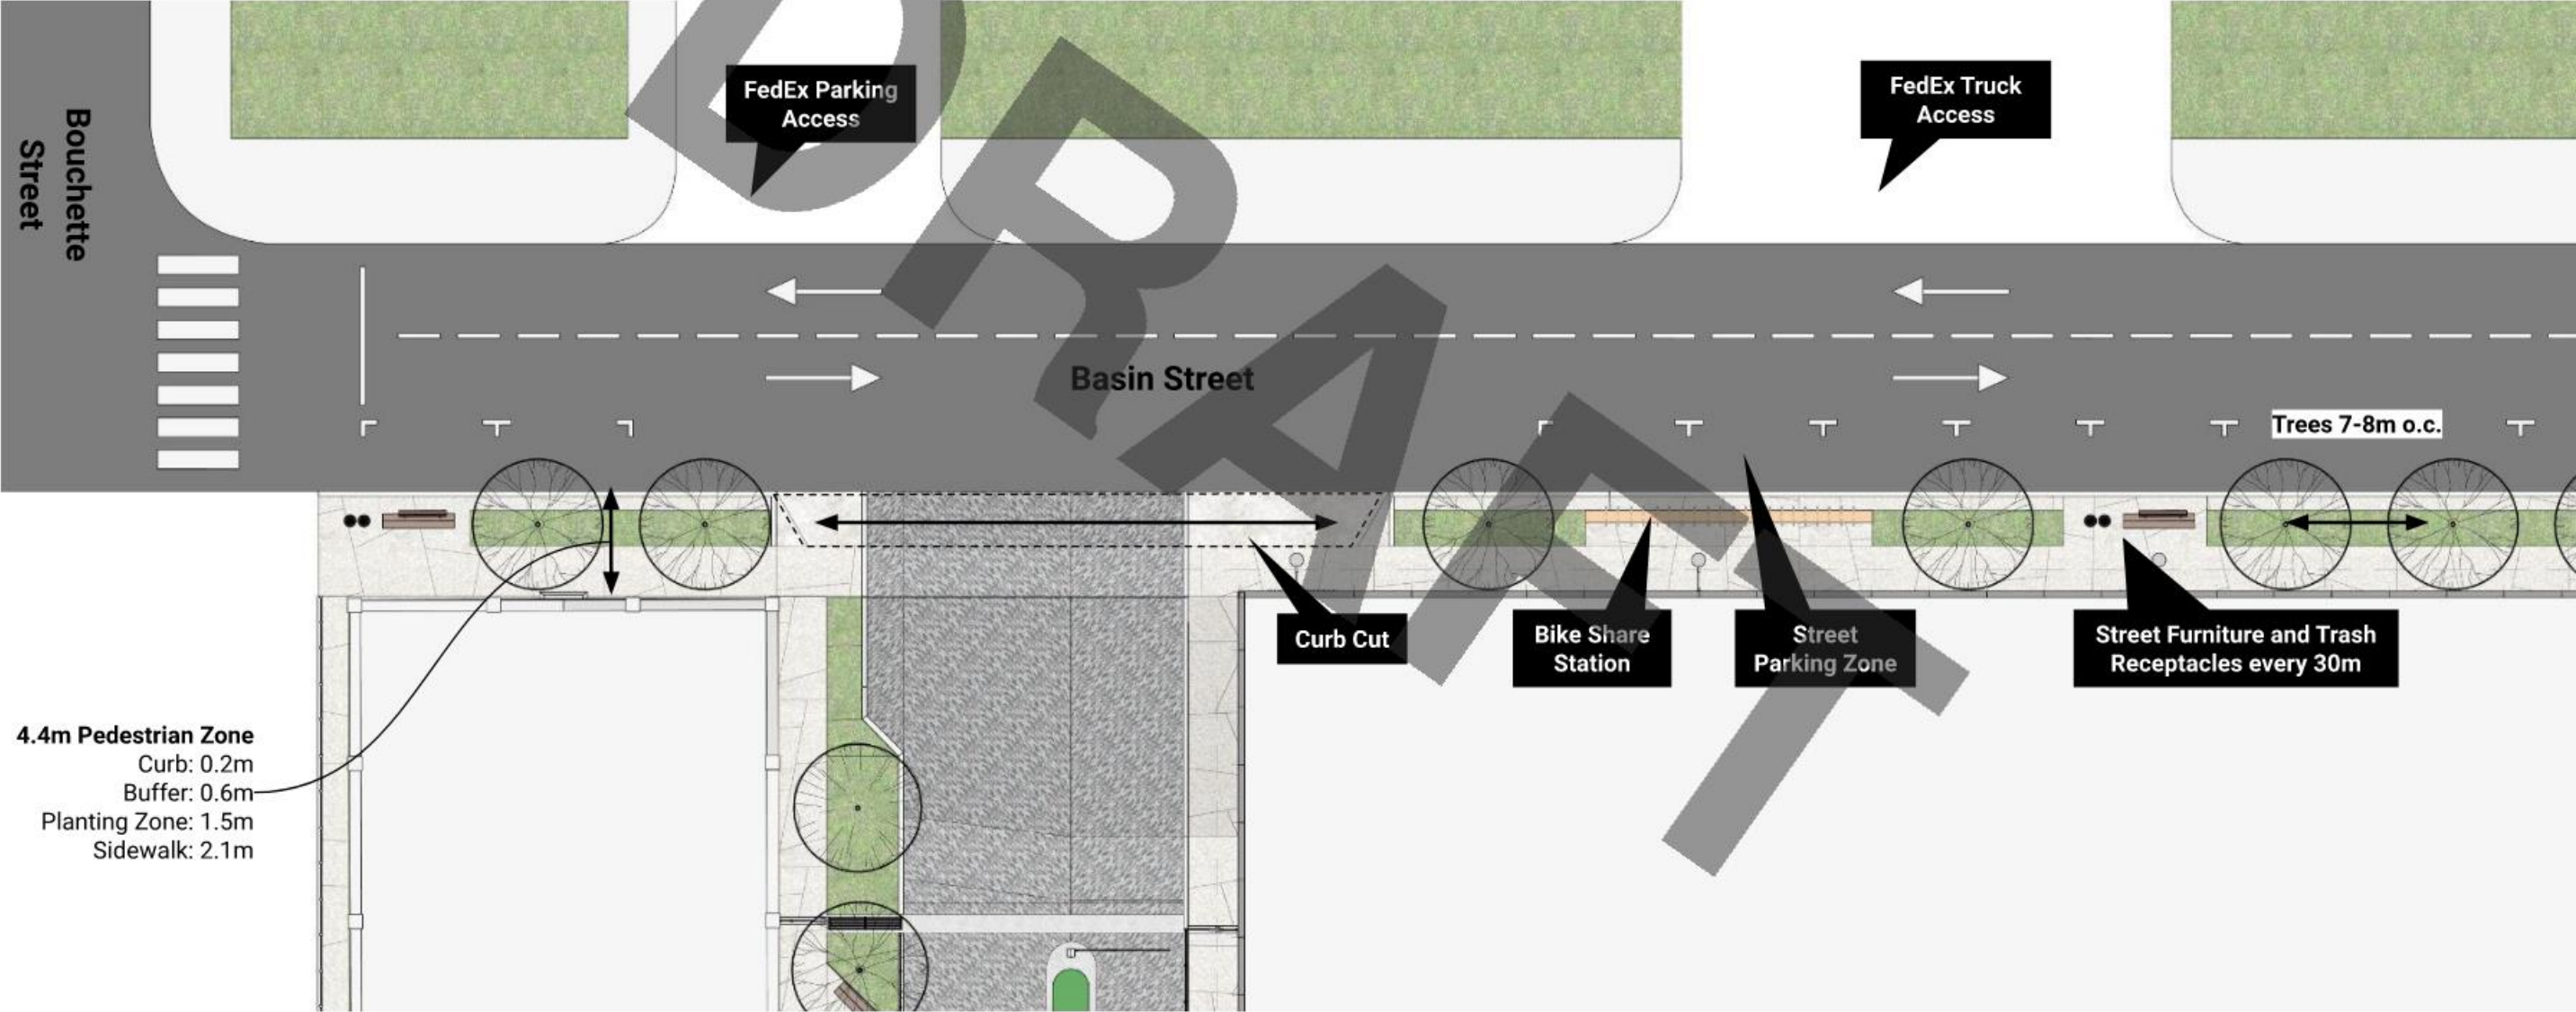 Bouchette
Street
FedEx Parking
Access
FedEx Truck
Access
Basin Street
Trees 7-8m o.c.
Curb Cut
Bike Share
Station
Street
Parking Zone
Street Furniture and Trash
Receptacles every 30m
4.4m Pedestrian Zone
Curb: 0.2m
Buffer: 0.6m
Planting Zone: 1.5m
Sidewalk: 2.1m
DRAFT